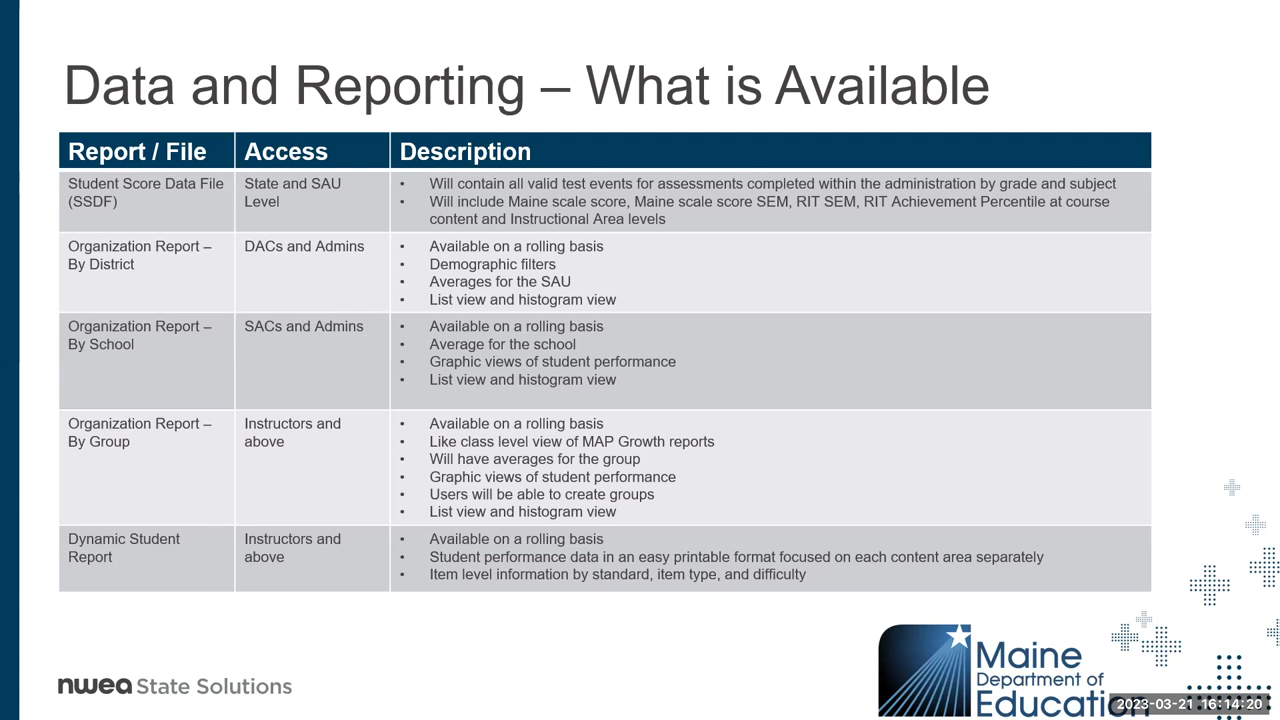 Data and Reporting – What is Available
Report / File
Access
Description
Student Score Data File
(SSDF)
State and SAU
Level
• Will contain all valid test events for assessments completed within the administration by grade and subject
• Will include Maine scale score, Maine scale score SEM, RIT SEM, RIT Achievement Percentile at course
content and Instructional Area levels
Organization Report –
By District
DACs and Admins
• Available on a rolling basis
• Demographic filters
• Averages for the SAU
• List view and histogram view
Organization Report –
By School
SACs and Admins
• Available on a rolling basis
• Average for the school
• Graphic views of student performance
• List view and histogram view
Organization Report –
By Group
Instructors and
above
• Available on a rolling basis
• Like class level view of MAP Growth reports
• Will have averages for the group
• Graphic views of student performance
• Users will be able to create groups
• List view and histogram view
Dynamic Student
Report
Instructors and
above
• Available on a rolling basis
• Student performance data in an easy printable format focused on each content area separately
• Item level information by standard, item type, and difficulty
nwea State Solutions
Maine
Department of
Education
2023-03-21 16:14:20